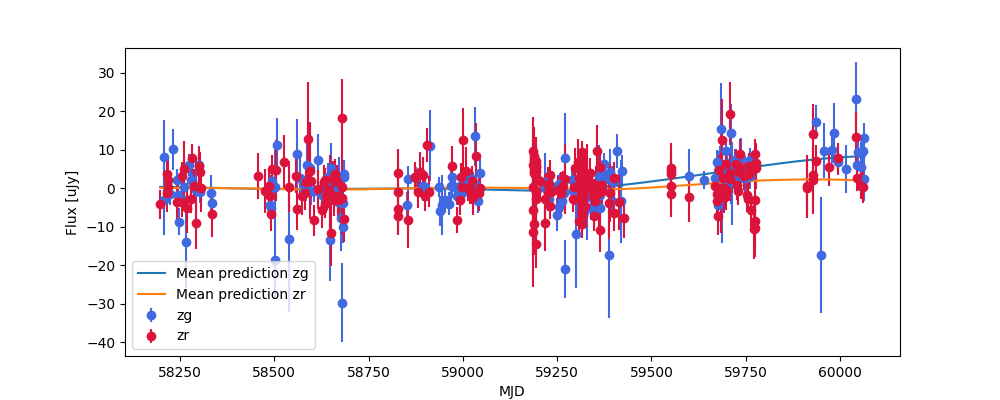 30
20
10
0
−10
−20
−30
−40
Flux [uJy]
Mean prediction zg
Mean prediction zr
zg
zr
58250 58500 58750 59000 59250 59500 59750 60000
MJD